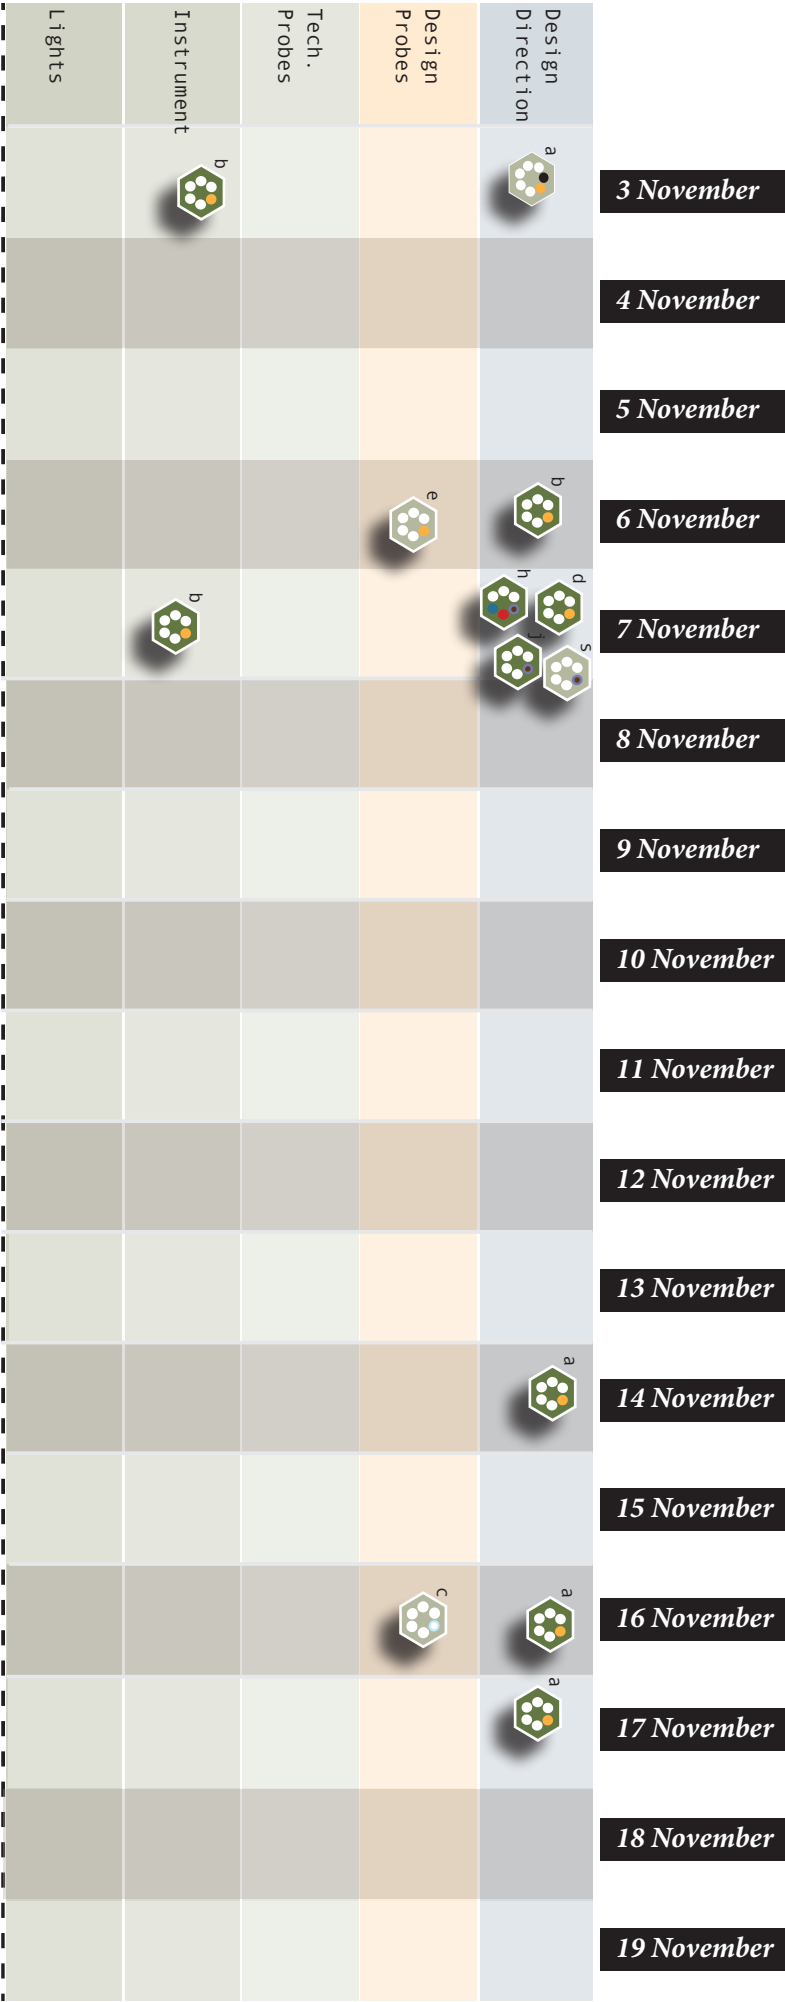 Lights
Instrument
Tech.
Probes
Design
Probes
Design
Direction
b
a
3 November
4 November
5 November
e
b
6 November
b
h
d
j
s
7 November
8 November
9 November
10 November
11 November
12 November
13 November
a
14 November
15 November
c
a
16 November
a
17 November
18 November
19 November